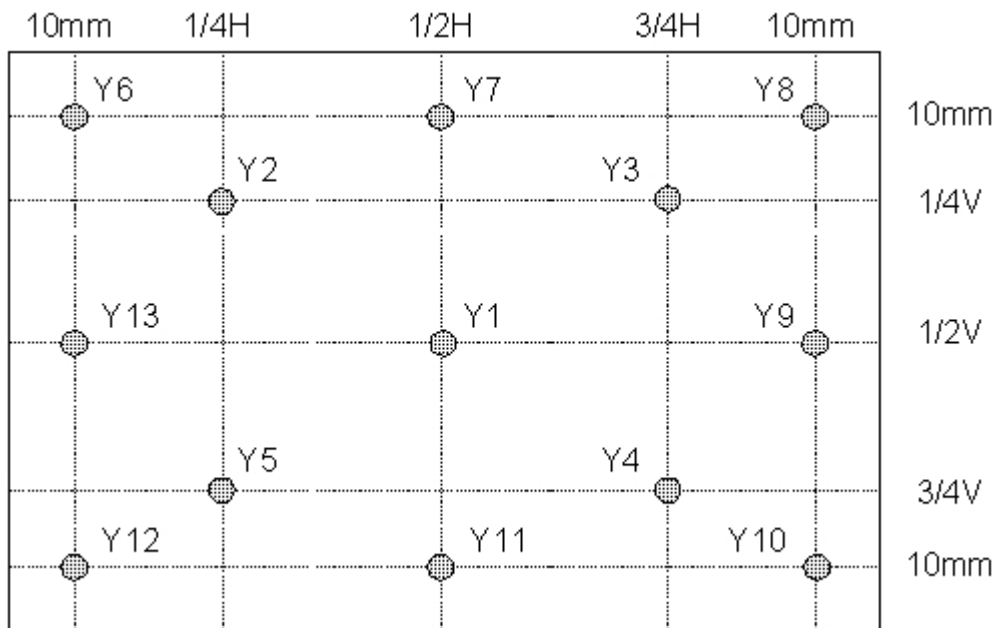 10mm 1/4H 1/2H 3/4H 10mm
Y6 Y7 Y8 10mm
Y2 Y3 1/4V
Y13 Y1 Y9 1/2V
Y5 Y4 3/4V
Y12 Y11 Y10 10mm